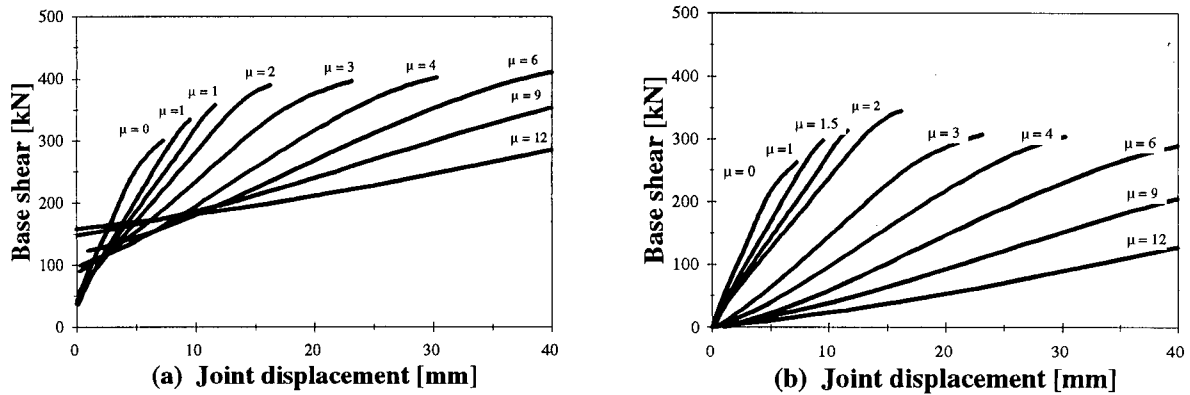 500
400
300
200
100
0
Base shear [kN]
μ = 0
μ =1
μ = 1
μ = 2
μ = 3
μ = 4
μ = 6
μ = 9
μ = 12
0
10
20
30
40
(a) Joint displacement [mm]
500
400
300
200
100
0
Base shear [kN]
μ = 0
μ = 1
μ = 1.5
μ = 2
μ = 3
μ = 4
μ = 6
μ = 9
μ = 12
0
10
20
30
40
(b) Joint displacement [mm]